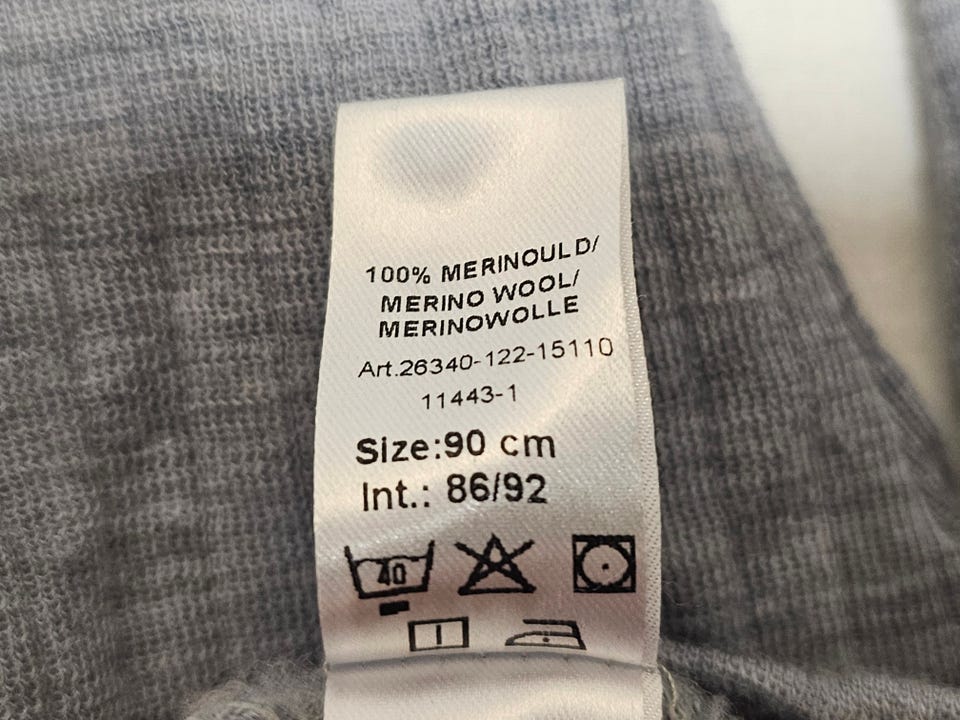 100% MERINOULD/
MERINO WOOL/
MERINOWOLLE
Art.26340-122-15110
11443-1
Size:90 cm
Int.: 86/92
40